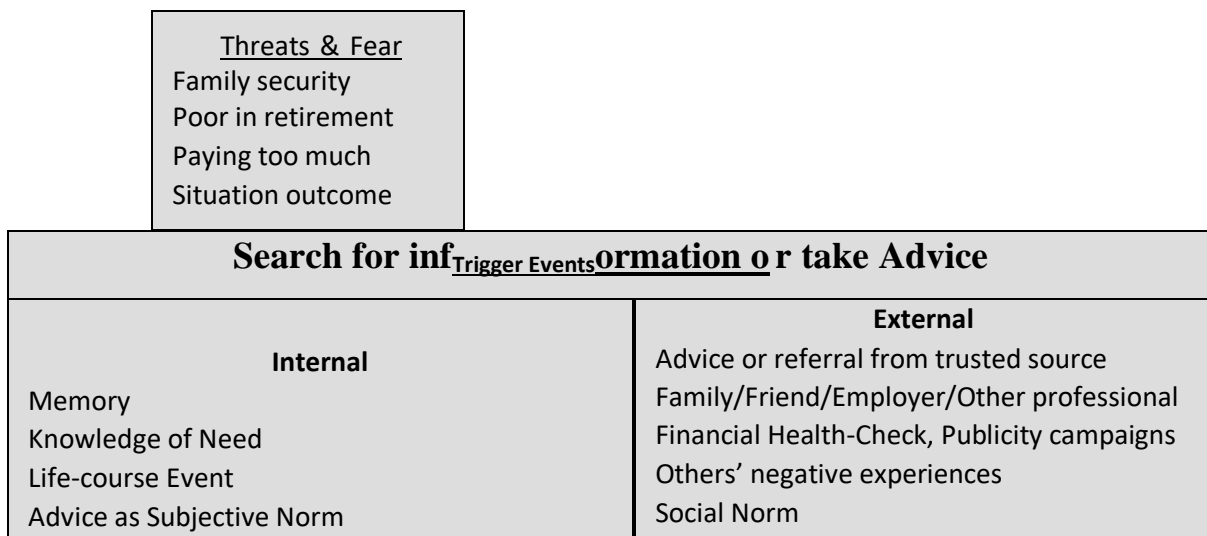 Threats & Fear
Family security
Poor in retirement
Paying too much
Situation outcome
Search for infTrigger Eventsormation o r take Advice
Internal
Memory
Knowledge of Need
Life-course Event
Advice as Subjective Norm
External
Advice or referral from trusted source
Family/Friend/Employer/Other professional
Financial Health-Check, Publicity campaigns
Others’ negative experiences
Social Norm